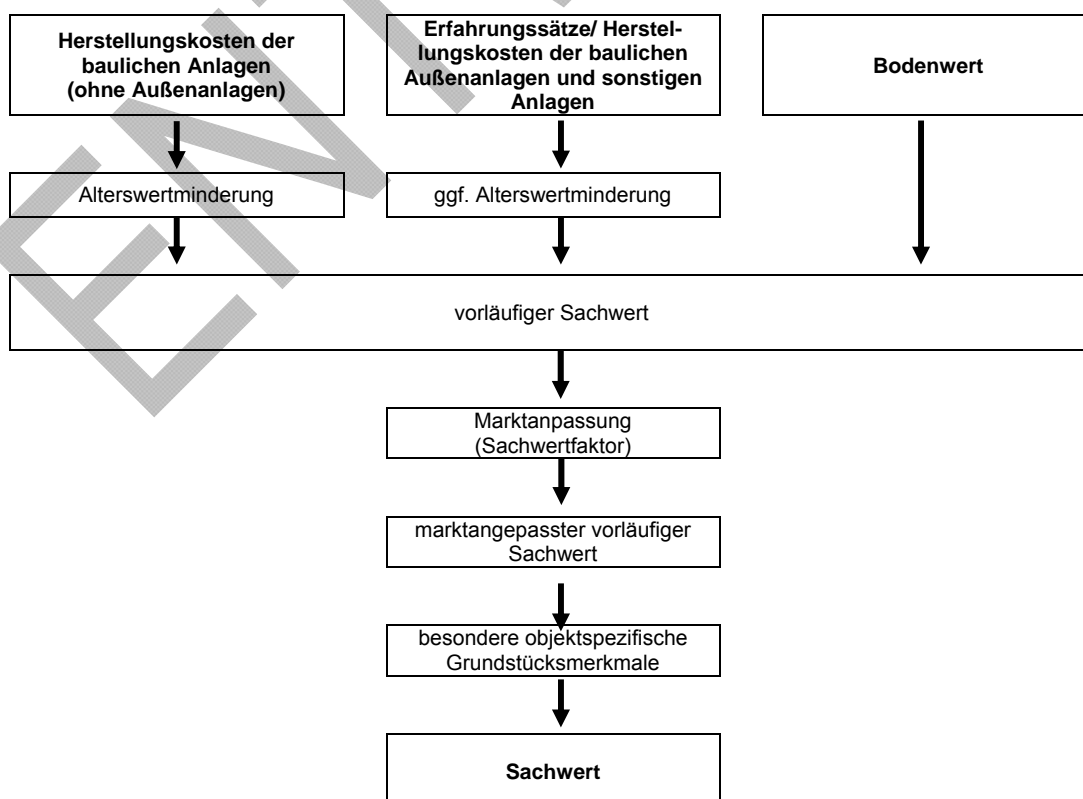 Herstellungskosten der
baulichen Anlagen
(ohne Außenanlagen)
Erfahrungssätze/ Herstel-
lungskosten der baulichen
Außenanlagen und sonstigen
Anlagen
Bodenwert
Alterswertminderung
ggf. Alterswertminderung
vorläufiger Sachwert
Marktanpassung
(Sachwertfaktor)
marktangepasster vorläufiger
Sachwert
besondere objektspezifische
Grundstücksmerkmale
Sachwert